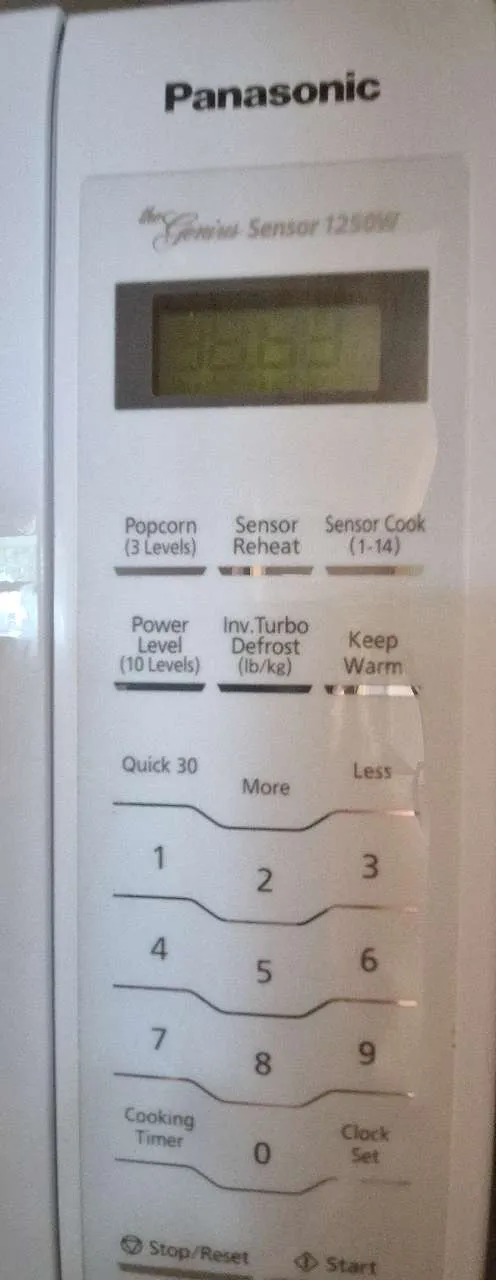 Panasonic
the Genius Sensor 1250W
Popcorn
(3 Levels)
Sensor
Reheat
Sensor Cook
(1-14)
Power
Level
(10 Levels)
Inv.Turbo
Defrost
(lb/kg)
Keep
Warm
Quick 30
More
Less
1
2
3
4
5
6
7
8
9
Cooking
Timer
0
Clock
Set
Stop/Reset
Start